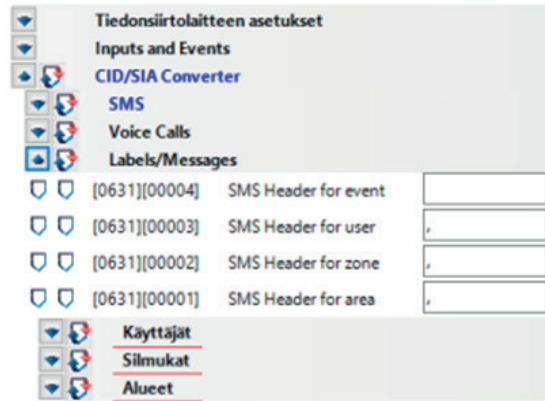 Tiedonsiirtolaitteen asetukset
Inputs and Events
CID/SIA Converter
SMS
Voice Calls
Labels/Messages
[0631][00004] SMS Header for event
[0631][00003] SMS Header for user ,
[0631][00002] SMS Header for zone ,
[0631][00001] SMS Header for area ,
Käyttäjät
Silmukat
Alueet